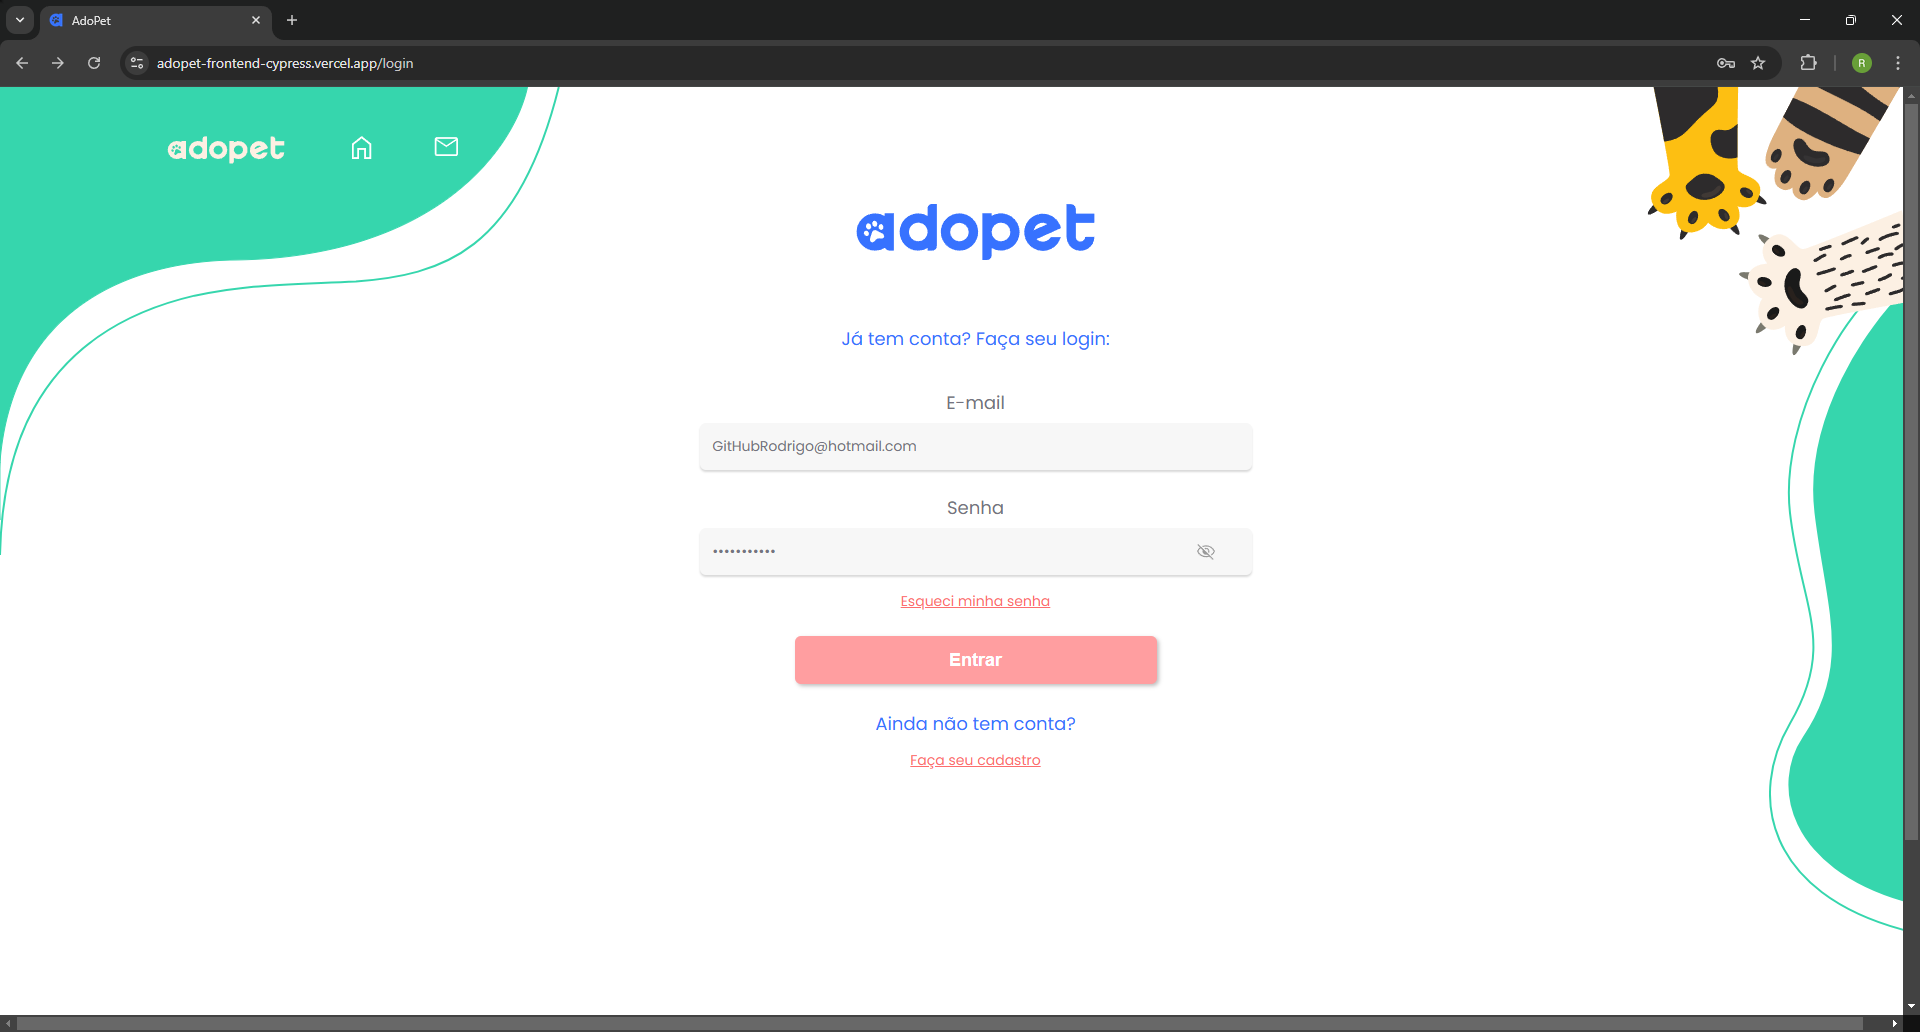 AdoPet
adopet-frontend-cypress.vercel.app/login
R
adopet
adopet
Já tem conta? Faça seu login:
E-mail
GitHubRodrigo@hotmail.com
Senha
•••••••••••
Esqueci minha senha
Entrar
Ainda não tem conta?
Faça seu cadastro